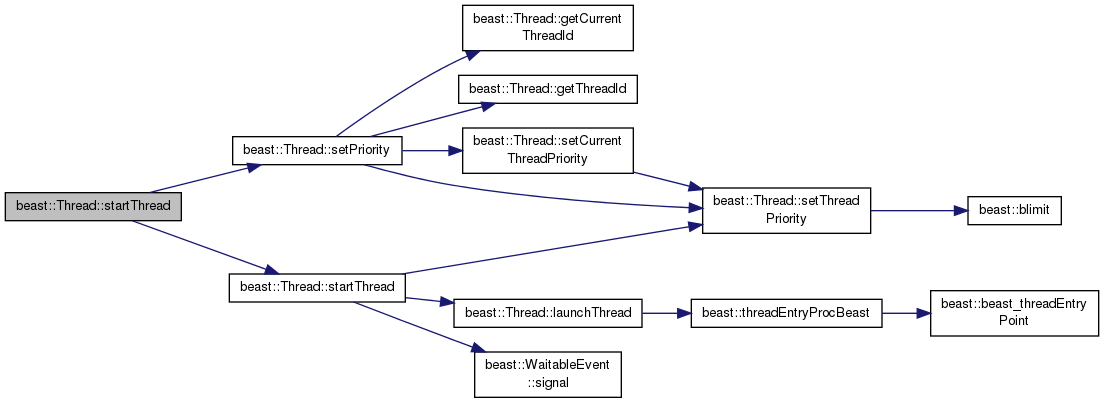 beast::Thread::getCurrent
ThreadId
beast::Thread::getThreadId
beast::Thread::setPriority
beast::Thread::setCurrent
ThreadPriority
beast::Thread::startThread
beast::Thread::setThread
Priority
beast::blimit
beast::Thread::startThread
beast::Thread::launchThread
beast::threadEntryProcBeast
beast::beast_threadEntry
Point
beast::WaitableEvent
::signal